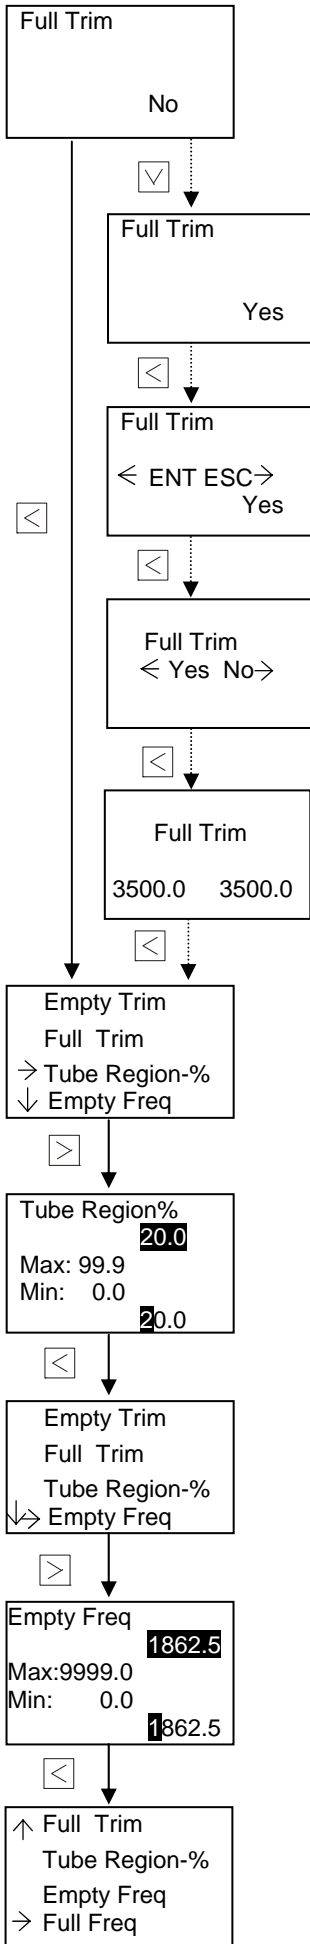 Full Trim
No
∨
Full Trim
Yes
<
Full Trim
← ENT ESC→
Yes
<
<
Full Trim
← Yes No→
<
Full Trim
3500.0 3500.0
<
Empty Trim
Full Trim
→ Tube Region-%
↓ Empty Freq
>
Tube Region%
20.0
Max: 99.9
Min: 0.0
20.0
<
Empty Trim
Full Trim
Tube Region-%
↓→ Empty Freq
>
Empty Freq
1862.5
Max:9999.0
Min: 0.0
1862.5
<
↑ Full Trim
Tube Region-%
Empty Freq
→ Full Freq